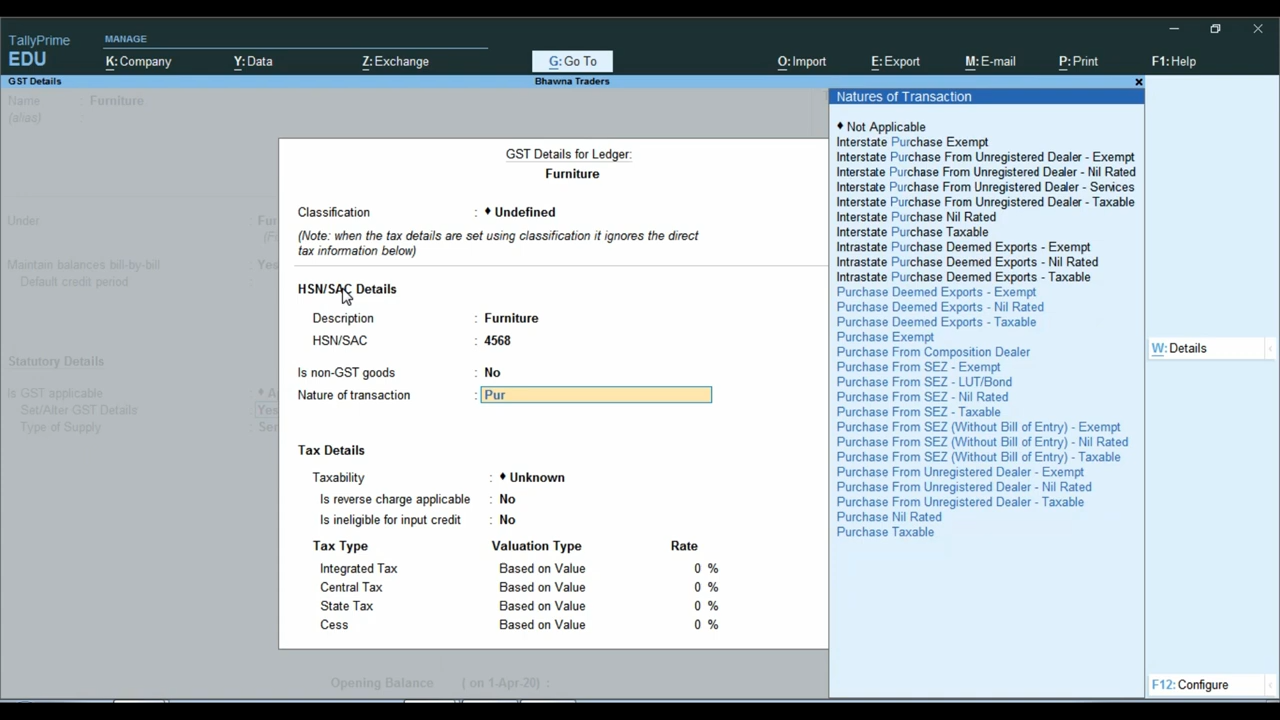 TallyPrime
EDU
MANAGE
K: Company
Y: Data
Z: Exchange
G: Go To
O: Import
E: Export
M: E-mail
P: Print
F1: Help
GST Details
Bhawna Traders
Name : Furniture
(alias) :
Under : Fur
(Fi
Maintain balances bill-by-bill : Yes
Default credit period :
Statutory Details
Is GST applicable : ♦ A
Set/Alter GST Details : Yes
Type of Supply : Ser
Opening Balance ( on 1-Apr-20) :
GST Details for Ledger:
Furniture
Classification : ♦ Undefined
(Note: when the tax details are set using classification it ignores the direct
tax information below)
HSN/SAC Details
Description : Furniture
HSN/SAC : 4568
Is non-GST goods : No
Nature of transaction : Pur
Tax Details
Taxability : ♦ Unknown
Is reverse charge applicable : No
Is ineligible for input credit : No
Tax Type Valuation Type Rate
Integrated Tax Based on Value 0 %
Central Tax Based on Value 0 %
State Tax Based on Value 0 %
Cess Based on Value 0 %
Natures of Transaction
♦ Not Applicable
Interstate Purchase Exempt
Interstate Purchase From Unregistered Dealer - Exempt
Interstate Purchase From Unregistered Dealer - Nil Rated
Interstate Purchase From Unregistered Dealer - Services
Interstate Purchase From Unregistered Dealer - Taxable
Interstate Purchase Nil Rated
Interstate Purchase Taxable
Intrastate Purchase Deemed Exports - Exempt
Intrastate Purchase Deemed Exports - Nil Rated
Intrastate Purchase Deemed Exports - Taxable
Purchase Deemed Exports - Exempt
Purchase Deemed Exports - Nil Rated
Purchase Deemed Exports - Taxable
Purchase Exempt
Purchase From Composition Dealer
Purchase From SEZ - Exempt
Purchase From SEZ - LUT/Bond
Purchase From SEZ - Nil Rated
Purchase From SEZ - Taxable
Purchase From SEZ (Without Bill of Entry) - Exempt
Purchase From SEZ (Without Bill of Entry) - Nil Rated
Purchase From SEZ (Without Bill of Entry) - Taxable
Purchase From Unregistered Dealer - Exempt
Purchase From Unregistered Dealer - Nil Rated
Purchase From Unregistered Dealer - Taxable
Purchase Nil Rated
Purchase Taxable
W: Details
F12: Configure